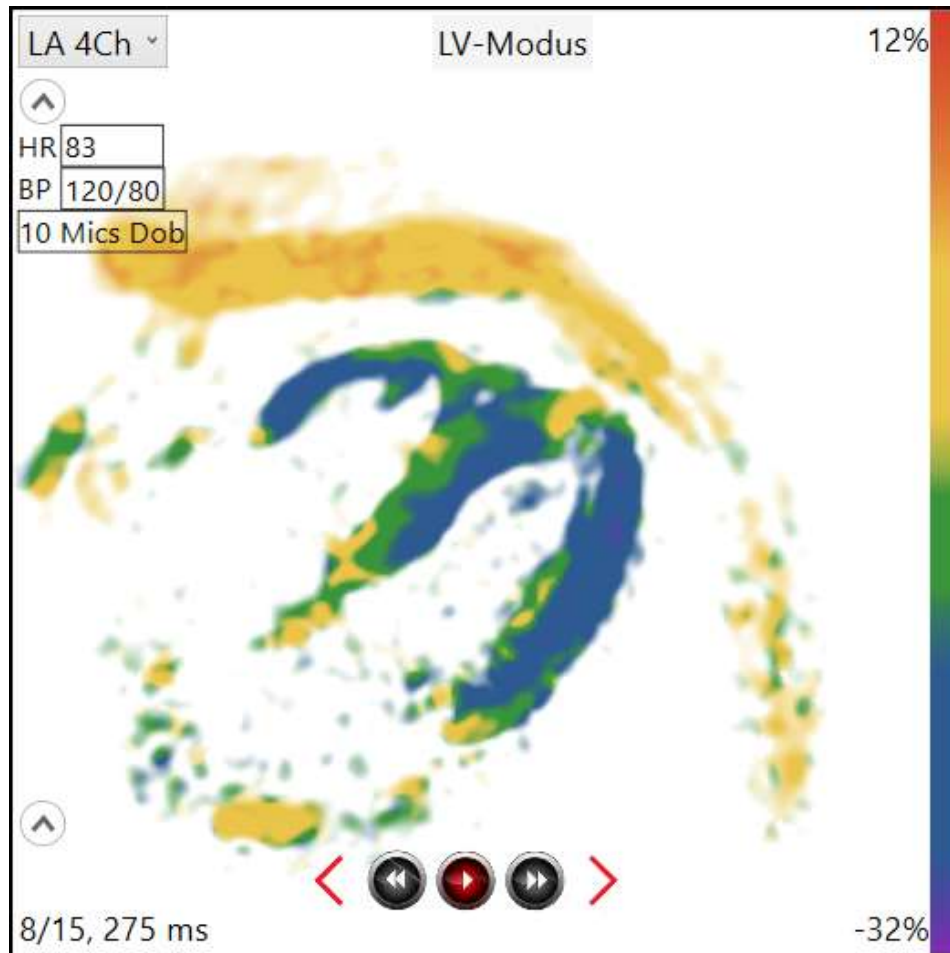 LA 4Ch
LV-Modus
12%
HR 83
BP 120/80
10 Mics Dob
8/15, 275 ms
-32%